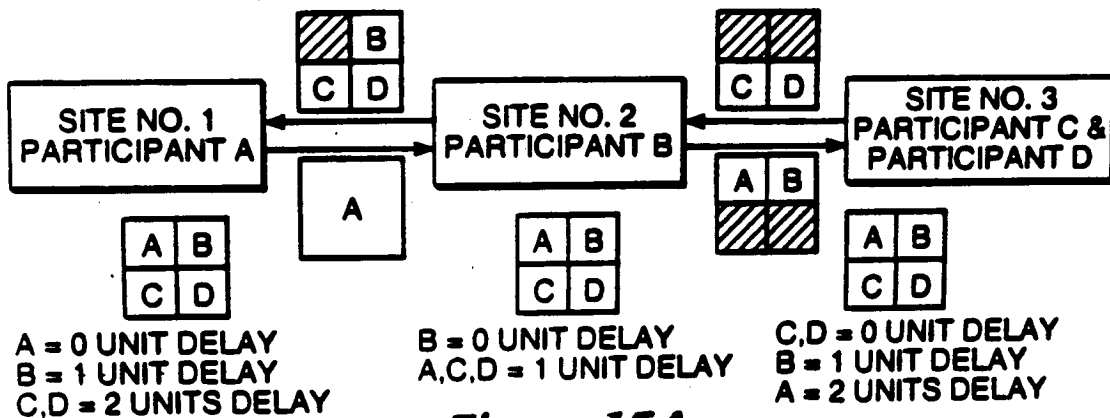 B
C D
C D
SITE NO. 1
PARTICIPANT A
SITE NO. 2
PARTICIPANT B
SITE NO. 3
PARTICIPANT C &
PARTICIPANT D
A
A B
A B
C D
A B
C D
A B
C D
A = 0 UNIT DELAY
B = 1 UNIT DELAY
C,D = 2 UNITS DELAY
B = 0 UNIT DELAY
A,C,D = 1 UNIT DELAY
C,D = 0 UNIT DELAY
B = 1 UNIT DELAY
A = 2 UNITS DELAY